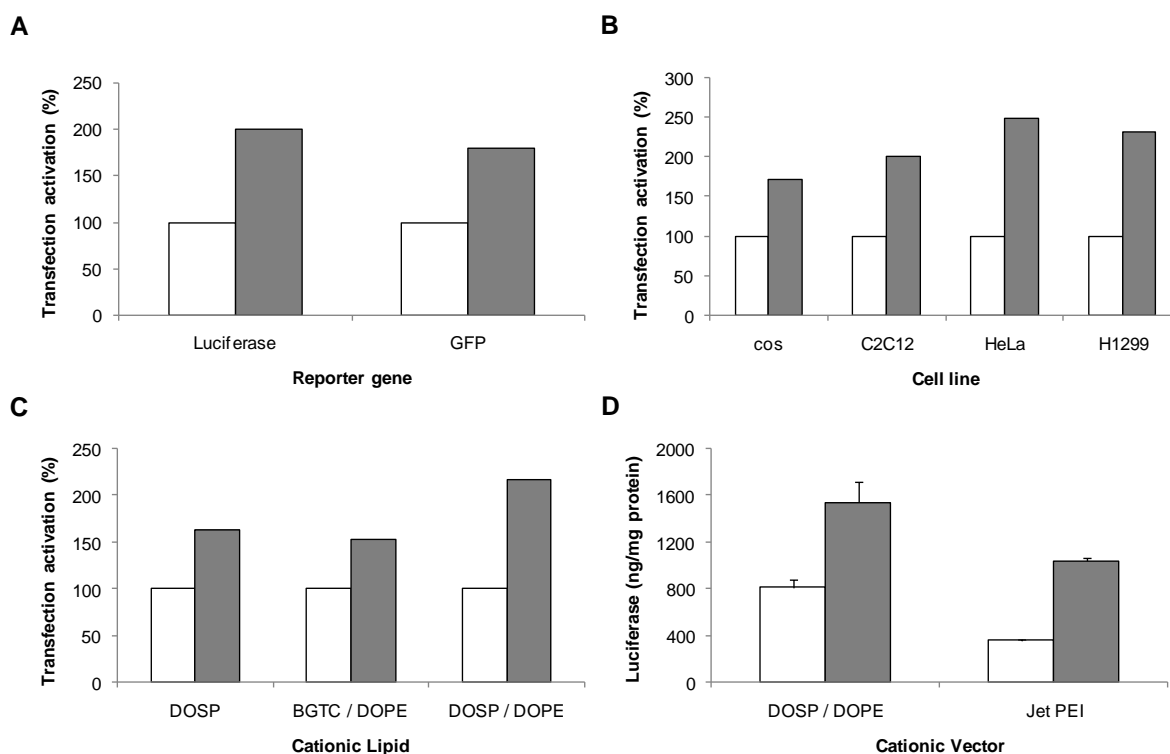 A
Transfection activation (%)
250
200
150
100
50
0
Luciferase GFP
Reporter gene
B
Transfection activation (%)
300
250
200
150
100
50
0
cos C2C12 HeLa H1299
Cell line
C
Transfection activation (%)
250
200
150
100
50
0
DOSP BGTC / DOPE DOSP / DOPE
Cationic Lipid
D
Luciferase (ng/mg protein)
2000
1600
1200
800
400
0
DOSP / DOPE Jet PEI
Cationic Vector